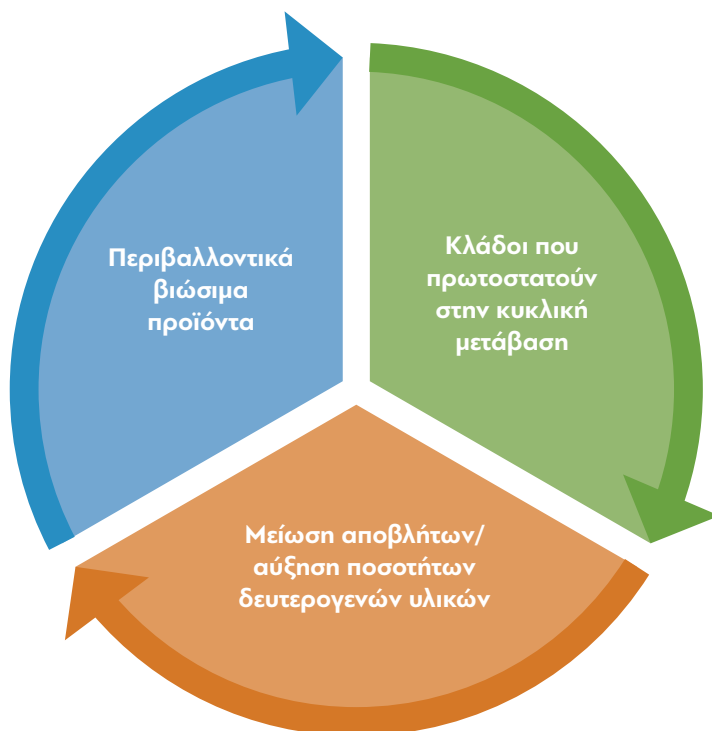 Περιβαλλοντικά
βιώσιμα
προϊόντα
Κλάδοι που
πρωτοστατούν
στην κυκλική
μετάβαση
Μείωση αποβλήτων/
αύξηση ποσοτήτων
δευτερογενών υλικών